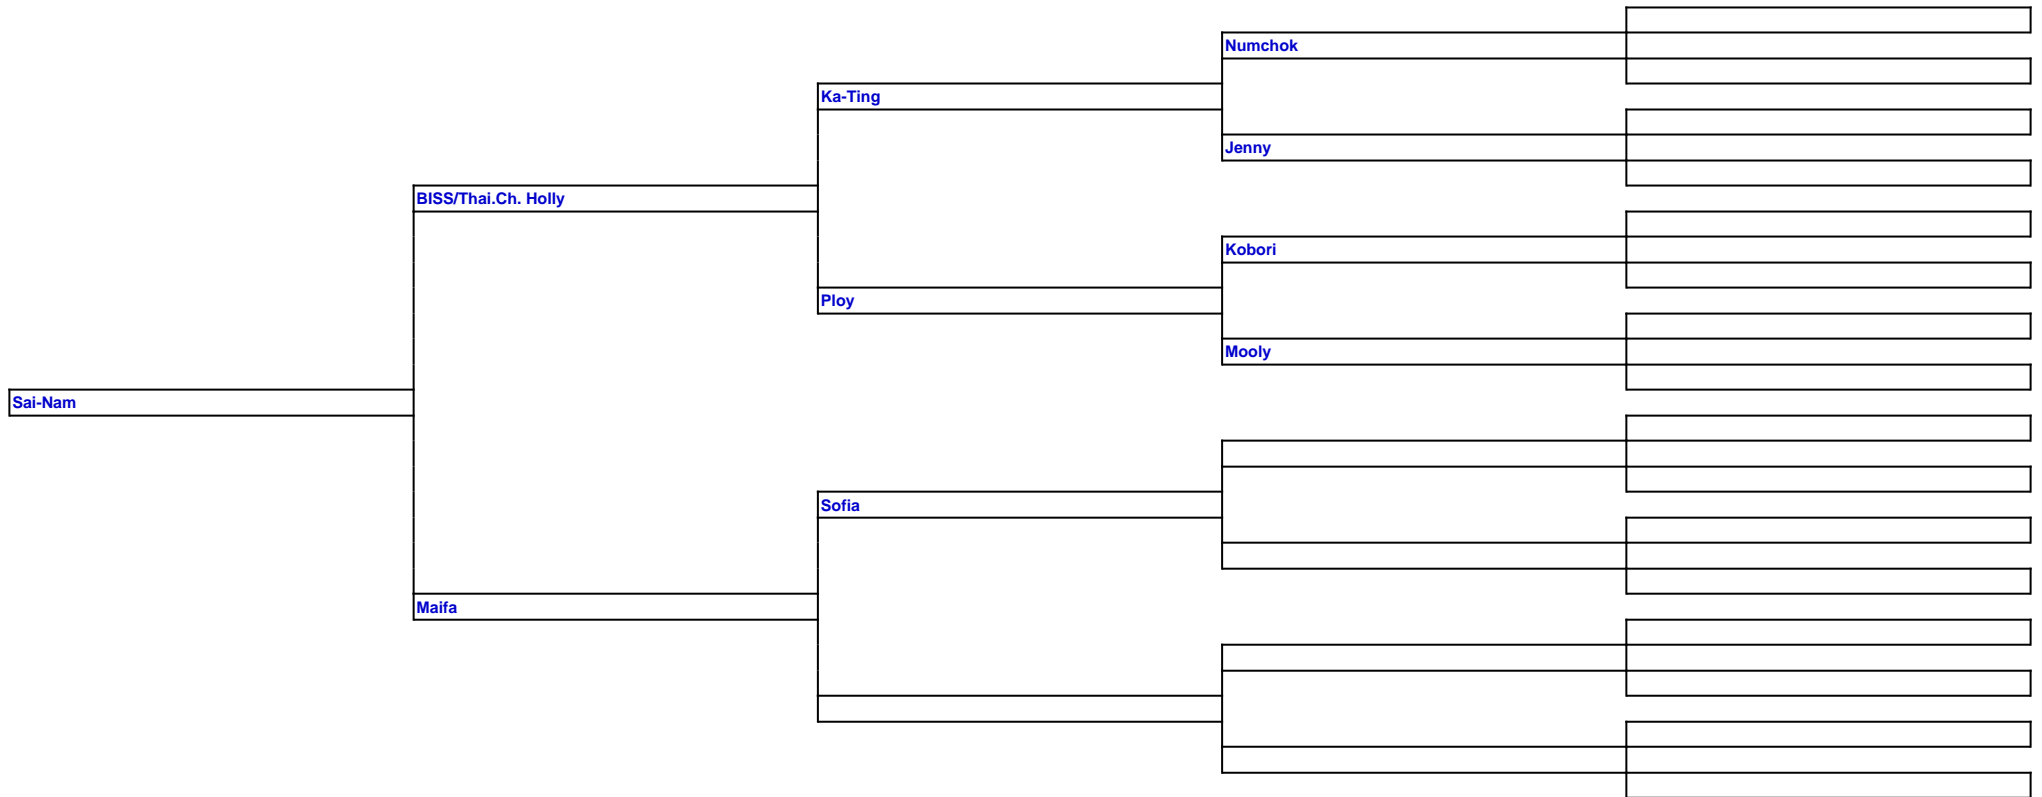 Numchok
Ka-Ting
Jenny
BISS/Thai.Ch. Holly
Kobori
Ploy
Mooly
Sai-Nam
Sofia
Maifa